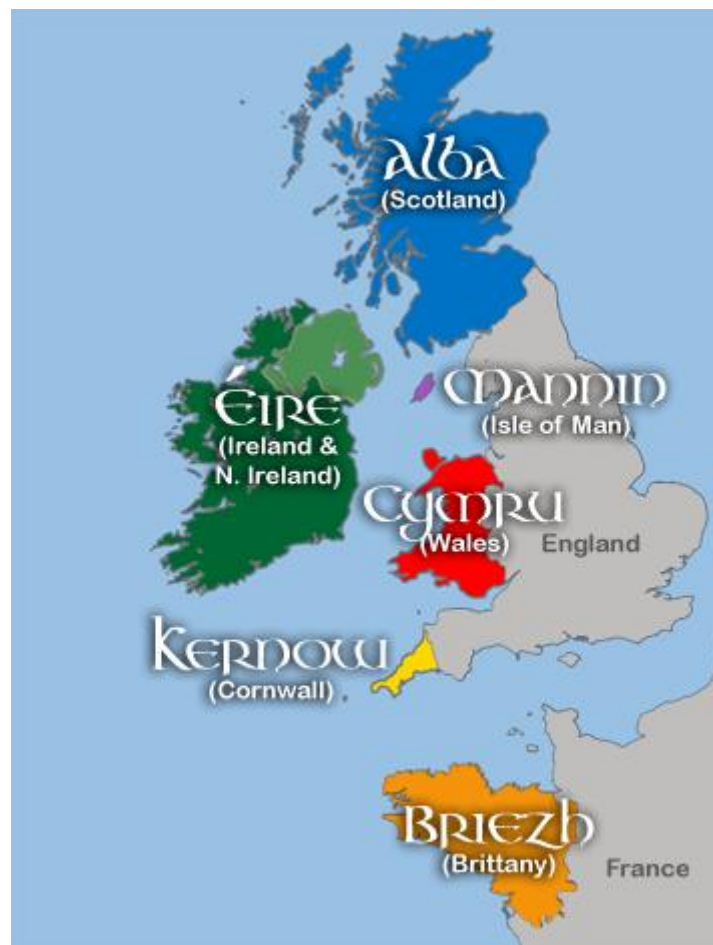 Alba
(Scotland)
Mannin
(Isle of Man)
Éire
(Ireland &
N. Ireland)
Cymru
(Wales)
England
Kernow
(Cornwall)
Briezh
(Brittany)
France